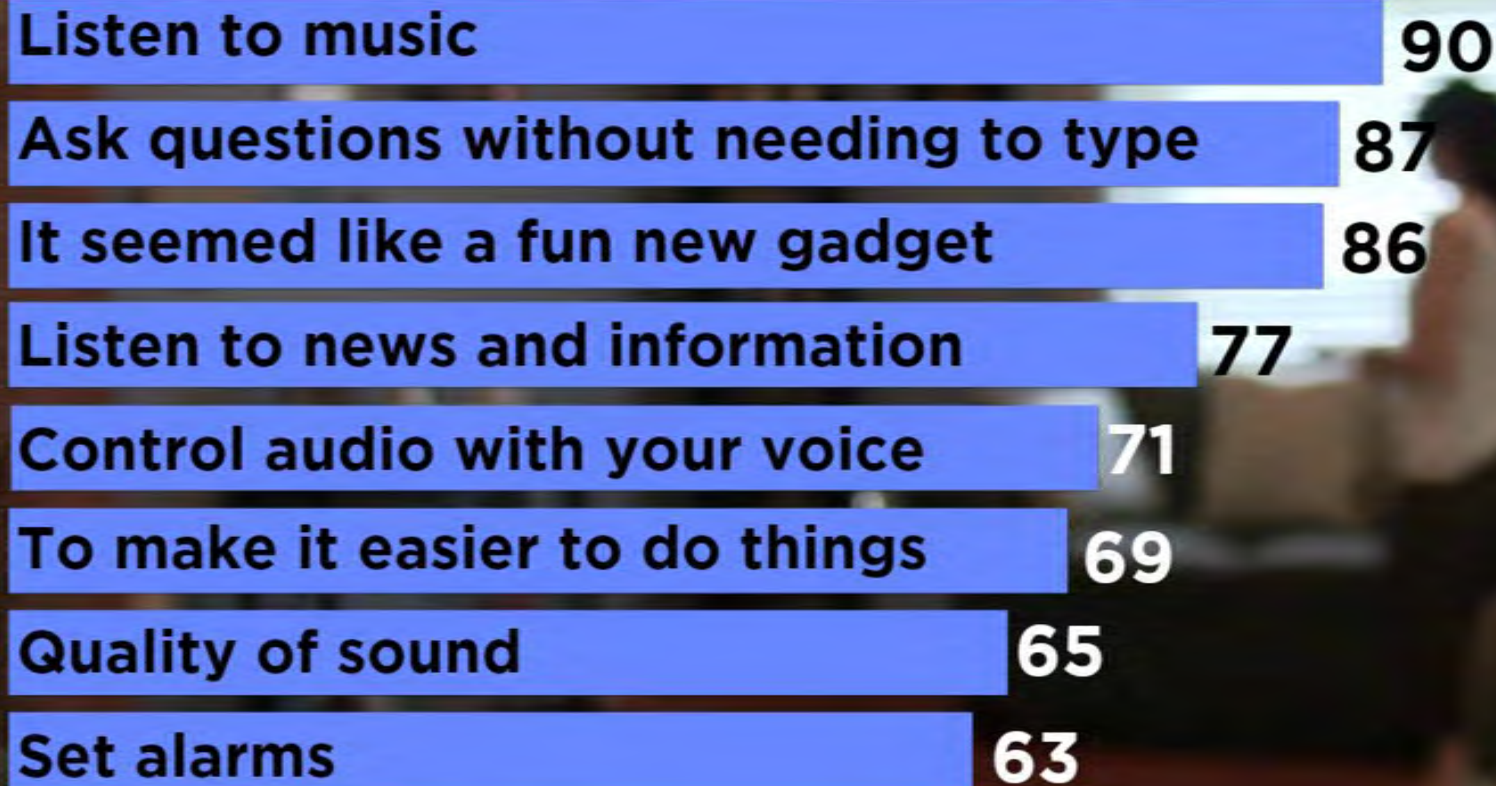 Listen to music 90
Ask questions without needing to type 87
It seemed like a fun new gadget 86
Listen to news and information 77
Control audio with your voice 71
To make it easier to do things 69
Quality of sound 65
Set alarms 63